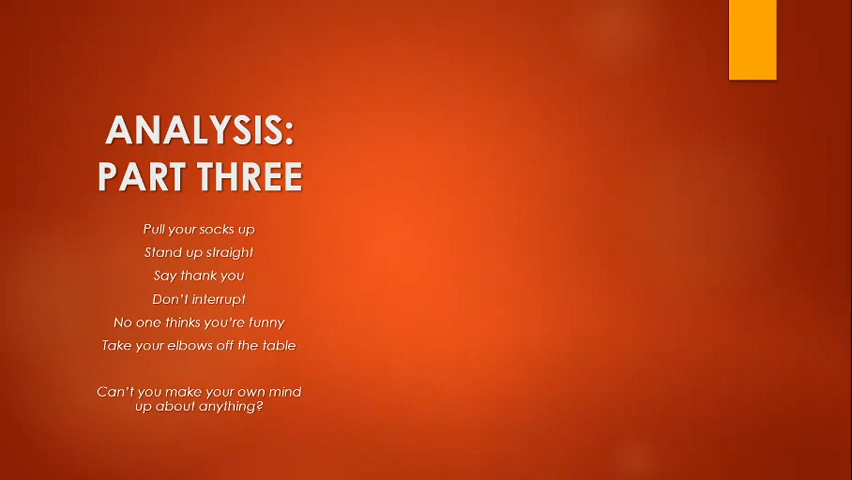 ANALYSIS:
PART THREE
Pull your socks up
Stand up straight
Say thank you
Don't interrupt
No one thinks you're funny
Take your elbows off the table
Can't you make your own mind
up about anything?